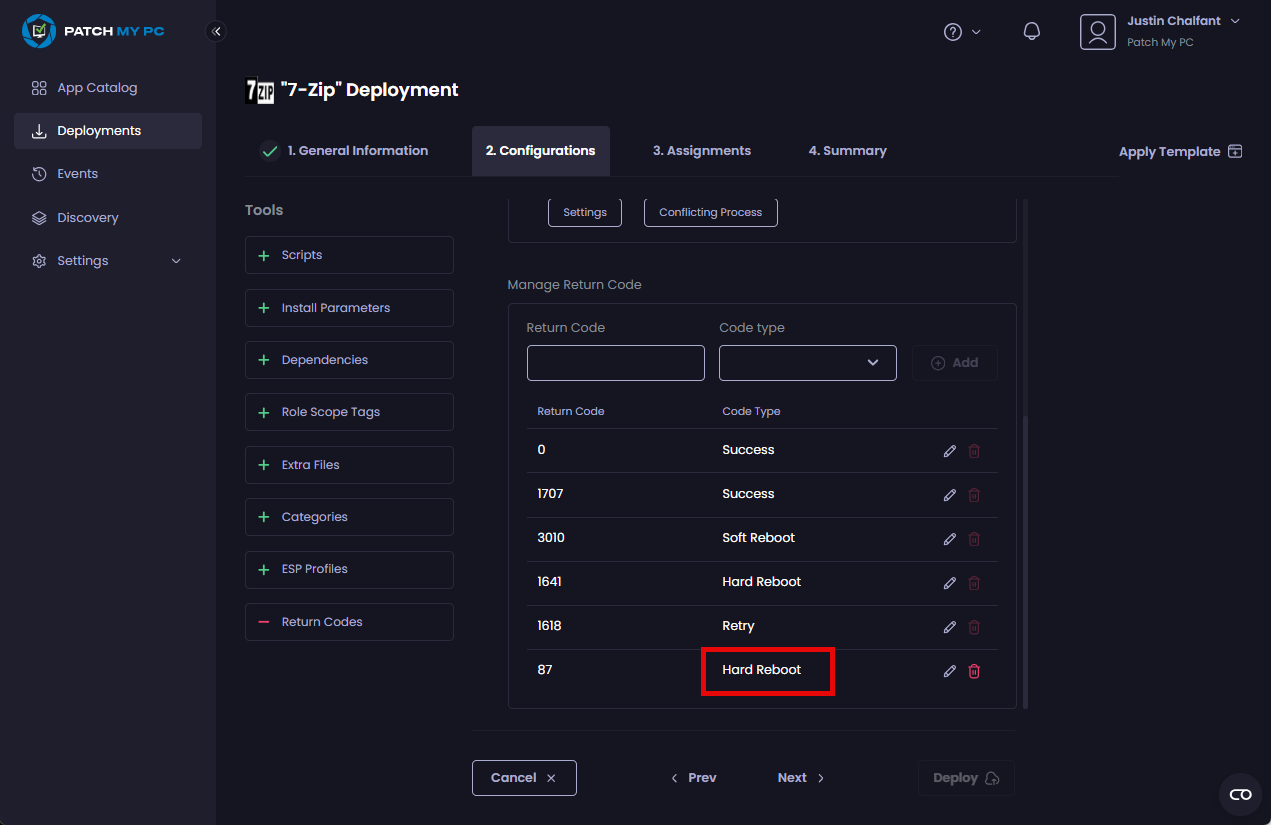 PATCH MY PC
Justin Chalfant
Patch My PC
App Catalog
Deployments
Events
Discovery
Settings
7ZIP "7-Zip" Deployment
1. General Information
2. Configurations
3. Assignments
4. Summary
Apply Template
Tools
Scripts
Install Parameters
Dependencies
Role Scope Tags
Extra Files
Categories
ESP Profiles
Return Codes
Settings
Conflicting Process
Manage Return Code
Return Code
Code type
Add
Return Code Code Type
0 Success
1707 Success
3010 Soft Reboot
1641 Hard Reboot
1618 Retry
87 Hard Reboot
Cancel
Prev
Next
Deploy